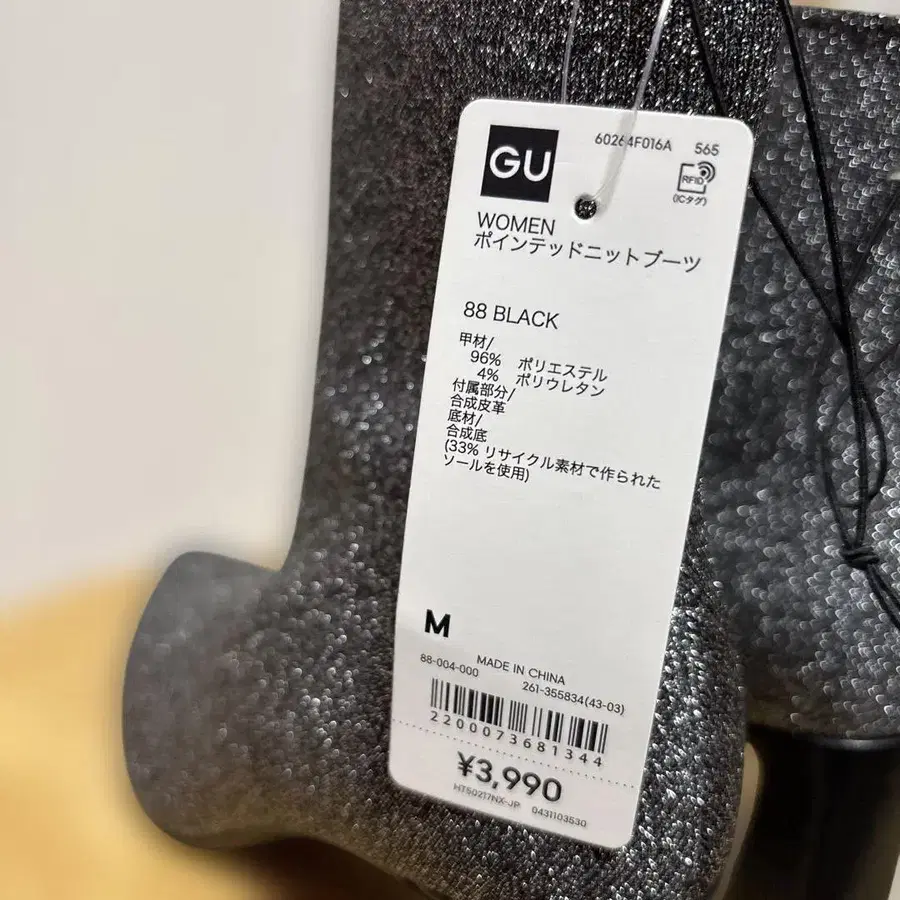 GU
60264F016A 565
RFID
(ICタグ)
WOMEN
ポインテッドニットブーツ
88 BLACK
甲材/
96% ポリエステル
4% ポリウレタン
付属部分/
合成皮革
底材/
合成底
(33% リサイクル素材で作られた
ソールを使用)
M
MADE IN CHINA
88-004-000 261-355834(43-03)
2200073681344
¥3,990
HT50217NX-JP 0431103530